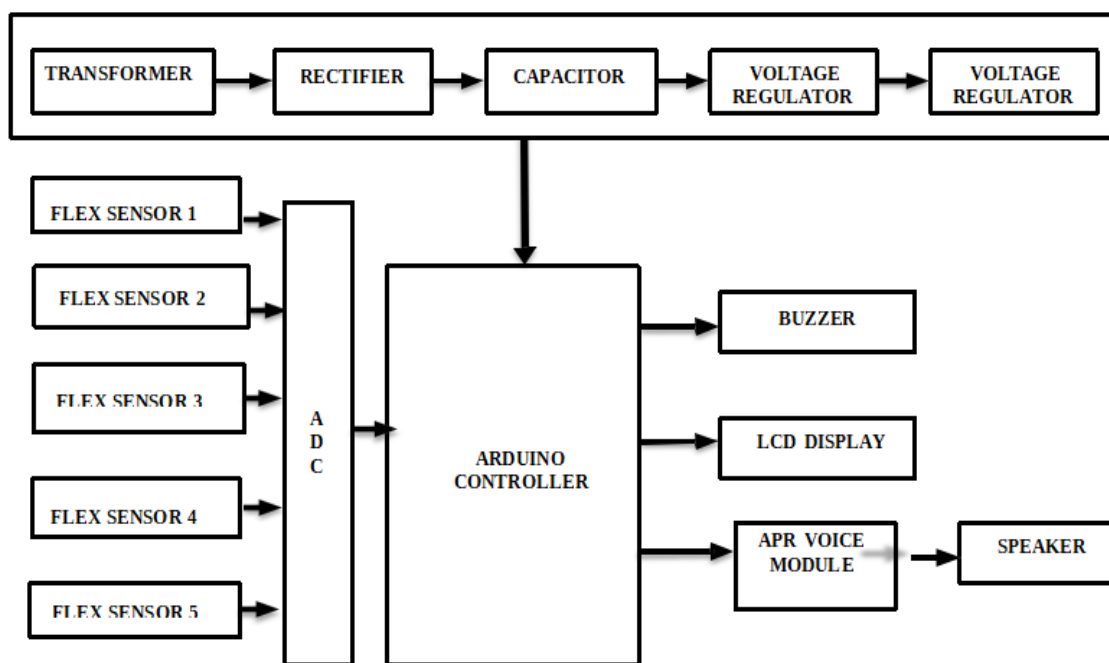 TRANSFORMER
RECTIFIER
CAPACITOR
VOLTAGE
REGULATOR
VOLTAGE
REGULATOR
FLEX SENSOR 1
FLEX SENSOR 2
FLEX SENSOR 3
FLEX SENSOR 4
FLEX SENSOR 5
A
D
C
ARDUINO
CONTROLLER
BUZZER
LCD DISPLAY
APR VOICE
MODULE
SPEAKER